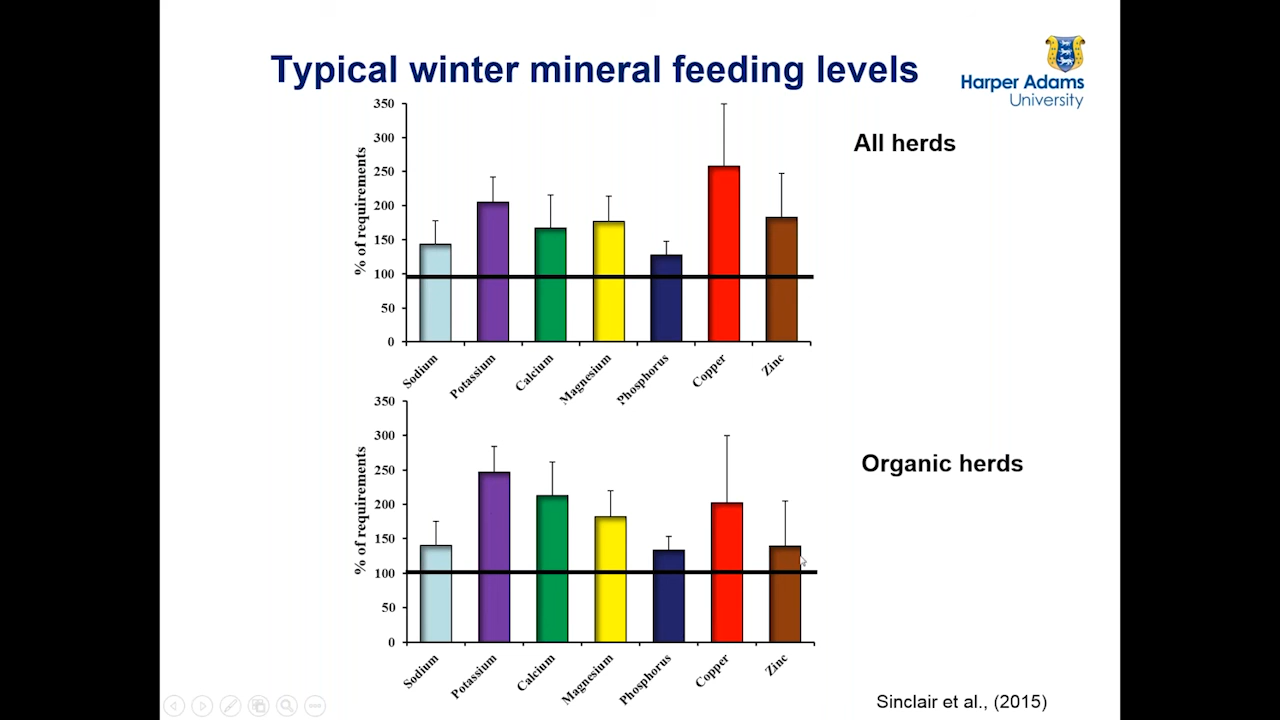 Typical winter mineral feeding levels
Harper Adams
University
All herds
% of requirements
350
300
250
200
150
100
50
0
Sodium
Potassium
Calcium
Magnesium
Phosphorus
Copper
Zinc
Organic herds
% of requirements
350
300
250
200
150
100
50
0
Sodium
Potassium
Calcium
Magnesium
Phosphorus
Copper
Zinc
Sinclair et al., (2015)